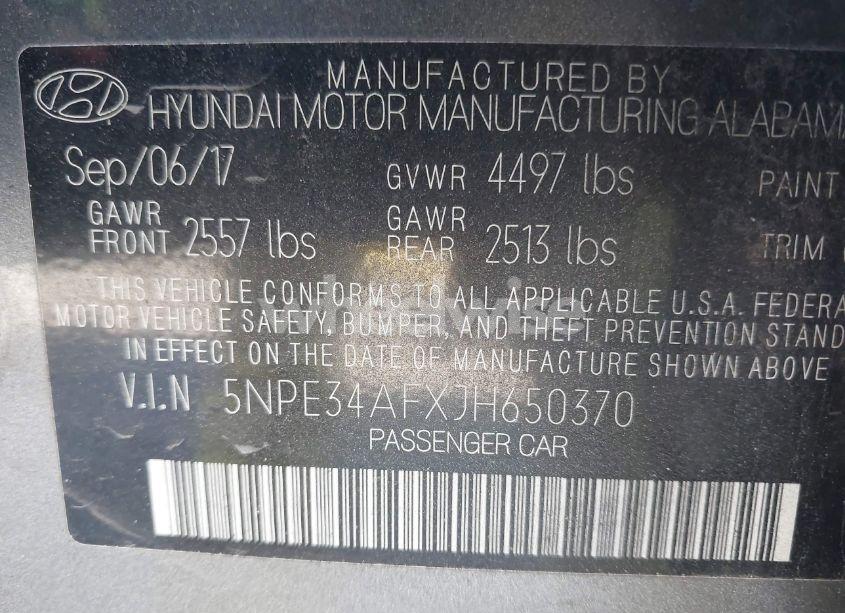 MANUFACTURED BY
HYUNDAI MOTOR MANUFACTURING ALABAMA
Sep/06/17 GVWR 4497 lbs PAINT
GAWR FRONT 2557 lbs GAWR REAR 2513 lbs TRIM
THIS VEHICLE CONFORMS TO ALL APPLICABLE U.S.A. FEDERA
MOTOR VEHICLE SAFETY, BUMPER, AND THEFT PREVENTION STAND
IN EFFECT ON THE DATE OF MANUFACTURE SHOWN ABOVE
V.I.N 5NPE34AFXJH650370
PASSENGER CAR